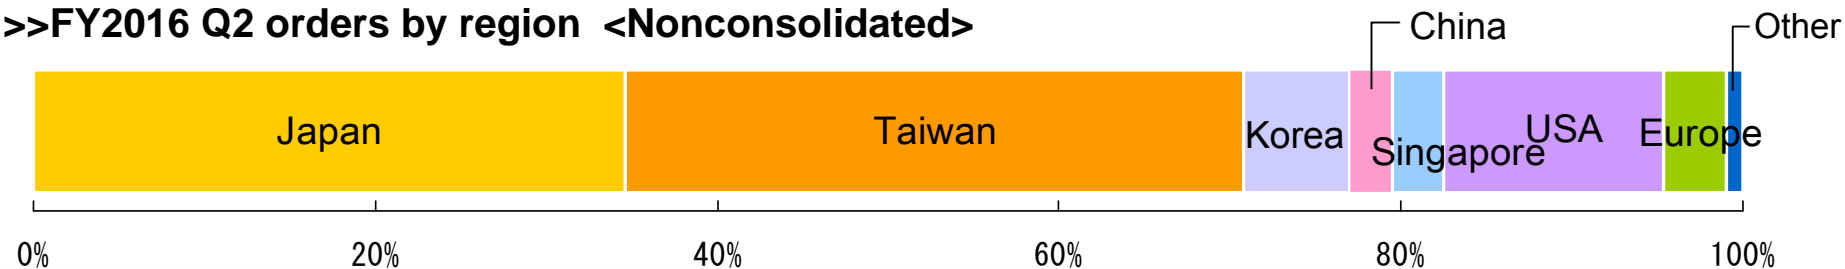 >>FY2016 Q2 orders by region <Nonconsolidated>
China
Other
Japan
Taiwan
Korea
Singapore
USA
Europe
0%
20%
40%
60%
80%
100%